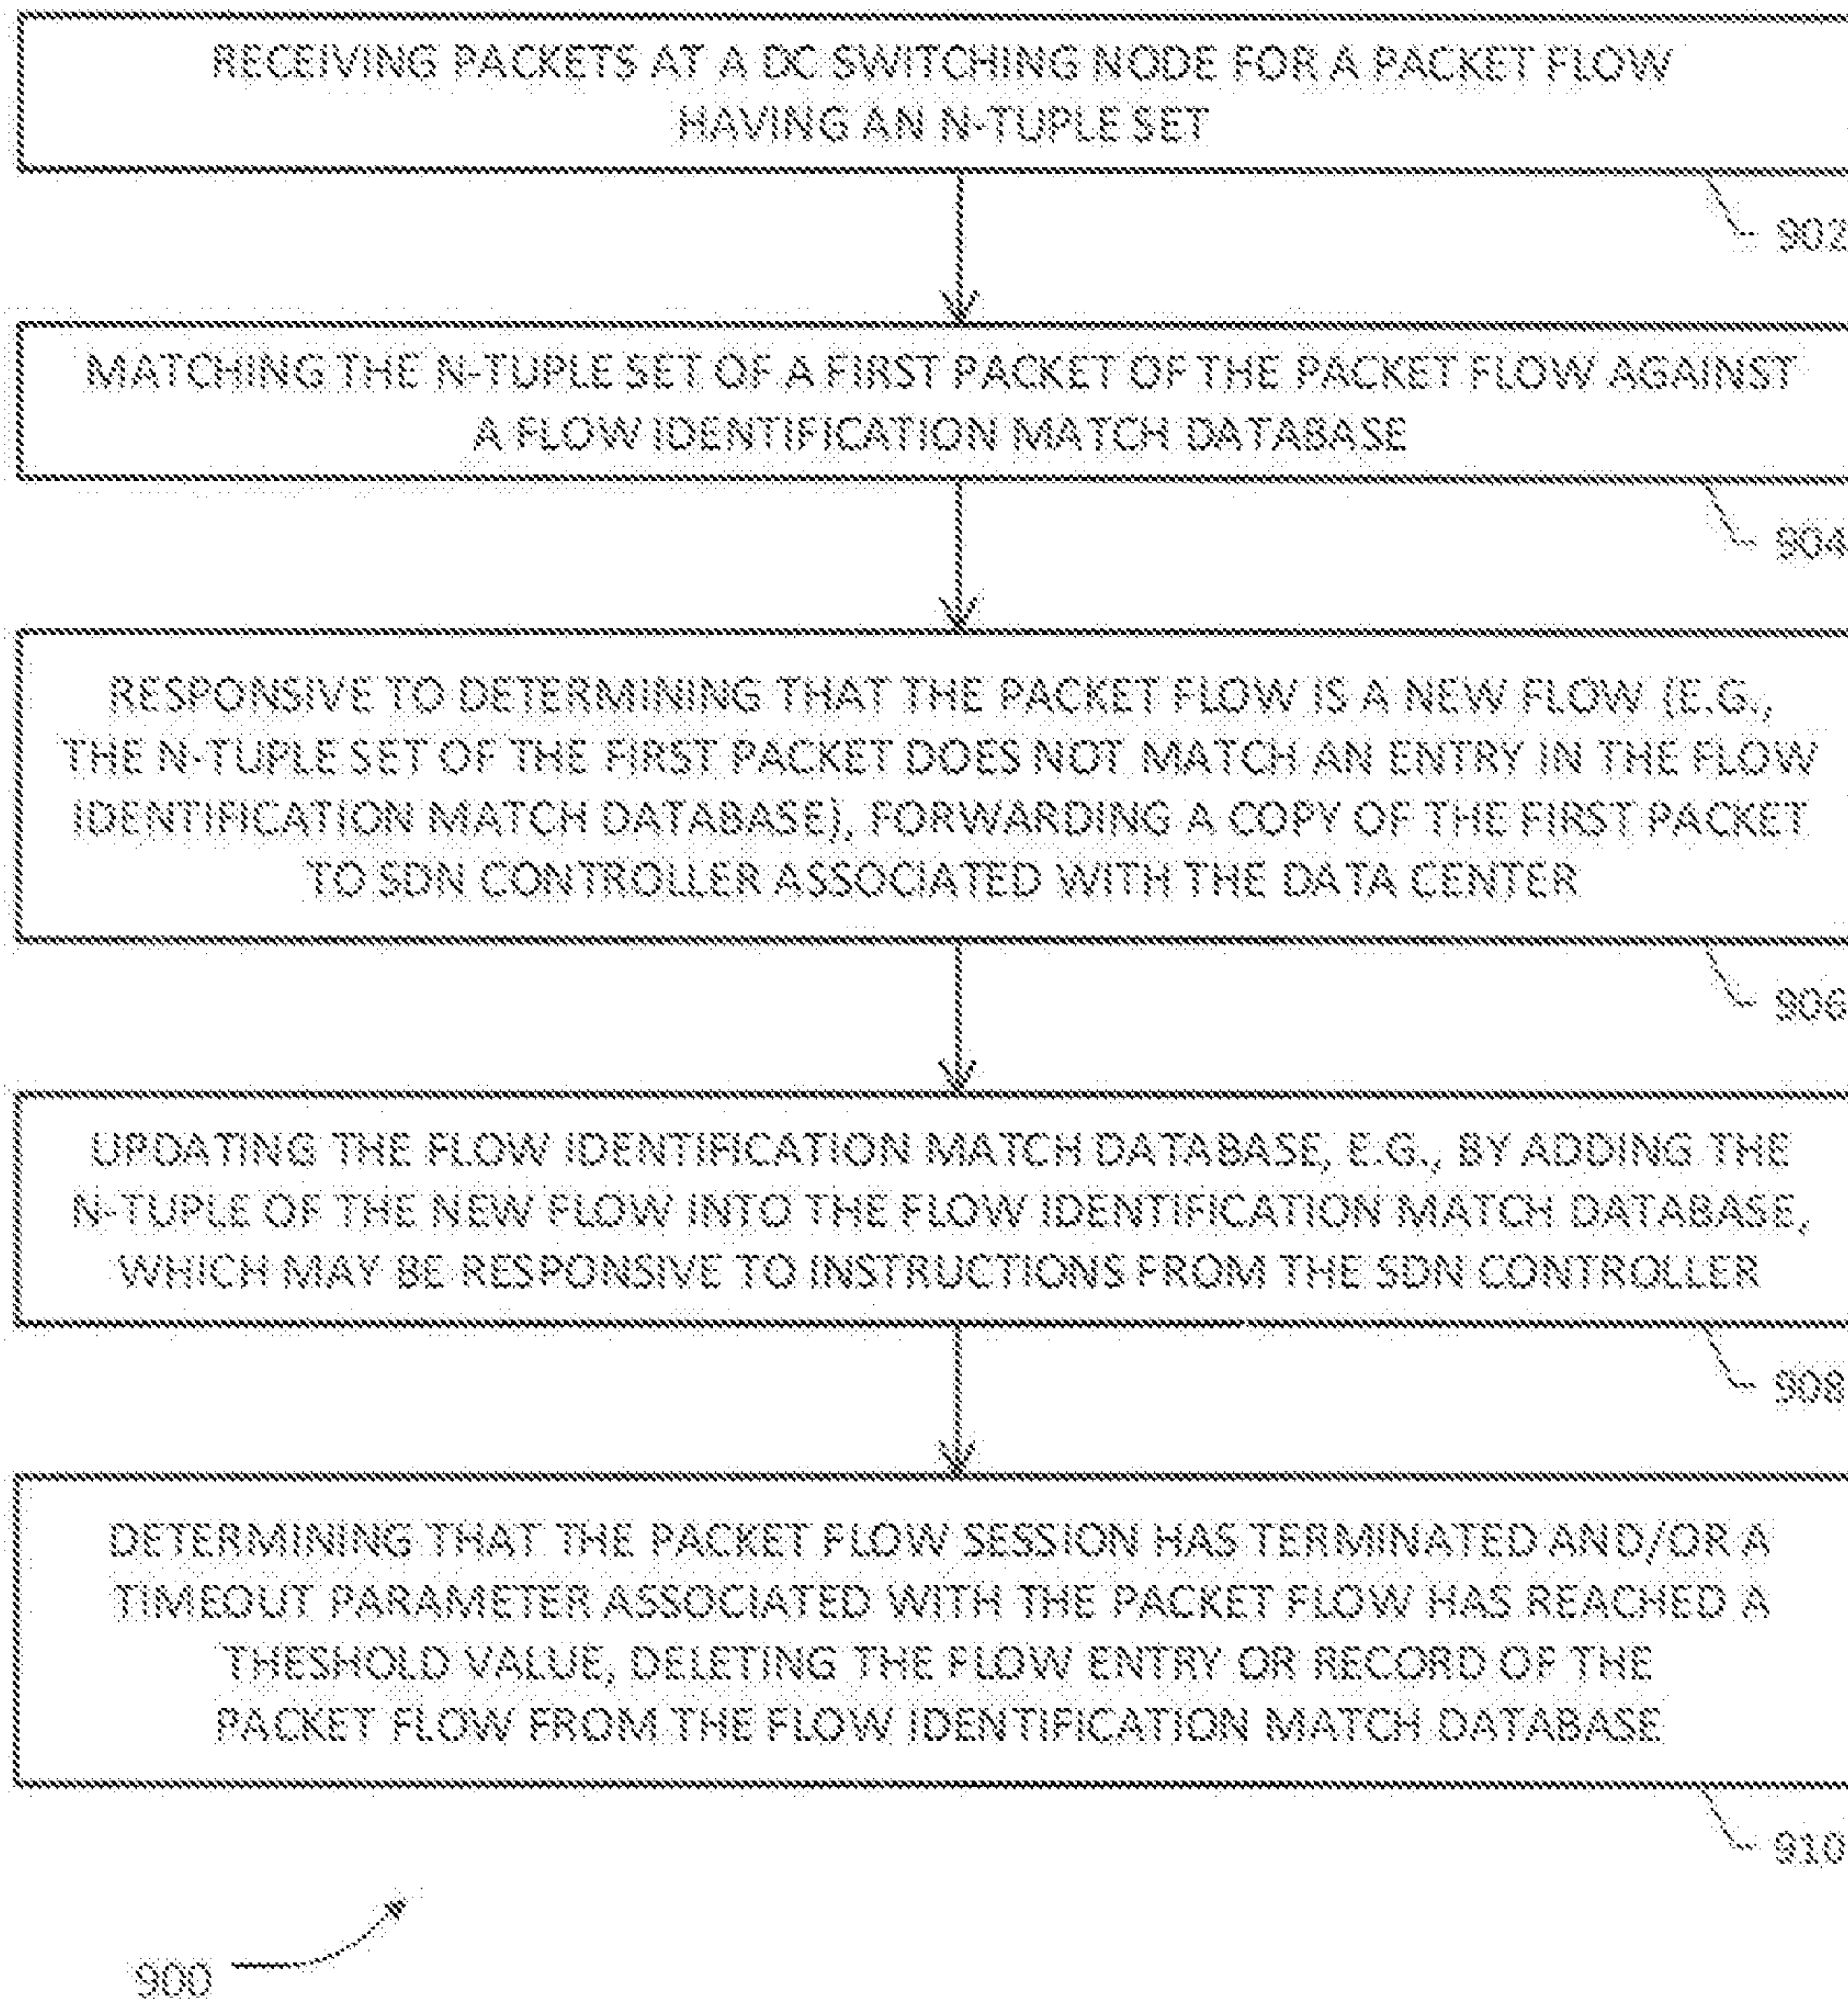 RECEIVING PACKETS AT A DC SWITCHING NODE FOR A PACKET FLOW
HAVING AN N-TUPLE SET
902
MATCHING THE N-TUPLE SET OF A FIRST PACKET OF THE PACKET FLOW AGAINST
A FLOW IDENTIFICATION MATCH DATABASE
904
RESPONSIVE TO DETERMINING THAT THE PACKET FLOW IS A NEW FLOW (E.G.,
THE N-TUPLE SET OF THE FIRST PACKET DOES NOT MATCH AN ENTRY IN THE FLOW
IDENTIFICATION MATCH DATABASE), FORWARDING A COPY OF THE FIRST PACKET
TO SDN CONTROLLER ASSOCIATED WITH THE DATA CENTER
906
UPDATING THE FLOW IDENTIFICATION MATCH DATABASE, E.G., BY ADDING THE
N-TUPLE OF THE NEW FLOW INTO THE FLOW IDENTIFICATION MATCH DATABASE,
WHICH MAY BE RESPONSIVE TO INSTRUCTIONS FROM THE SDN CONTROLLER
908
DETERMINING THAT THE PACKET FLOW SESSION HAS TERMINATED AND/OR A
TIMEOUT PARAMETER ASSOCIATED WITH THE PACKET FLOW HAS REACHED A
THESHOLD VALUE, DELETING THE FLOW ENTRY OR RECORD OF THE
PACKET FLOW FROM THE FLOW IDENTIFICATION MATCH DATABASE
910
900